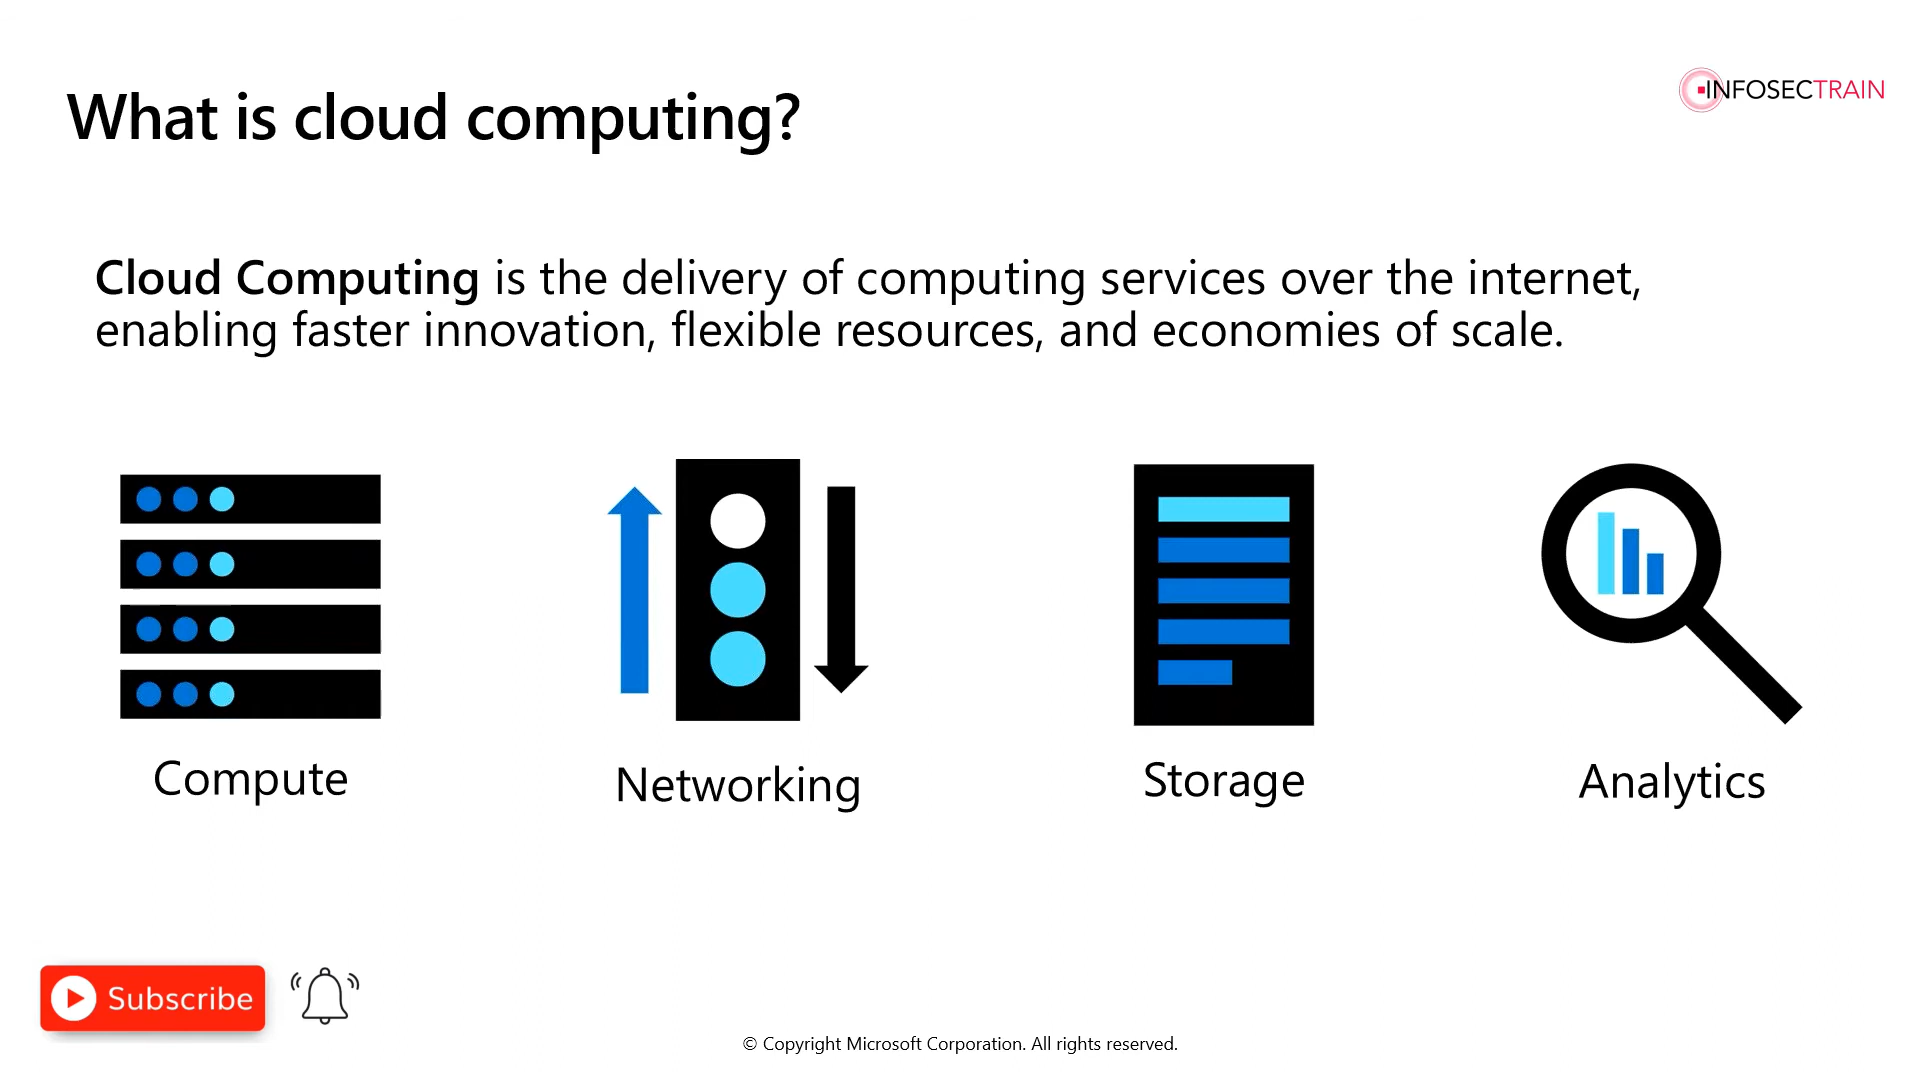 What is cloud computing?
INFOSECTRAIN
Cloud Computing is the delivery of computing services over the internet,
enabling faster innovation, flexible resources, and economies of scale.
Compute
Networking
Storage
Analytics
Subscribe
© Copyright Microsoft Corporation. All rights reserved.